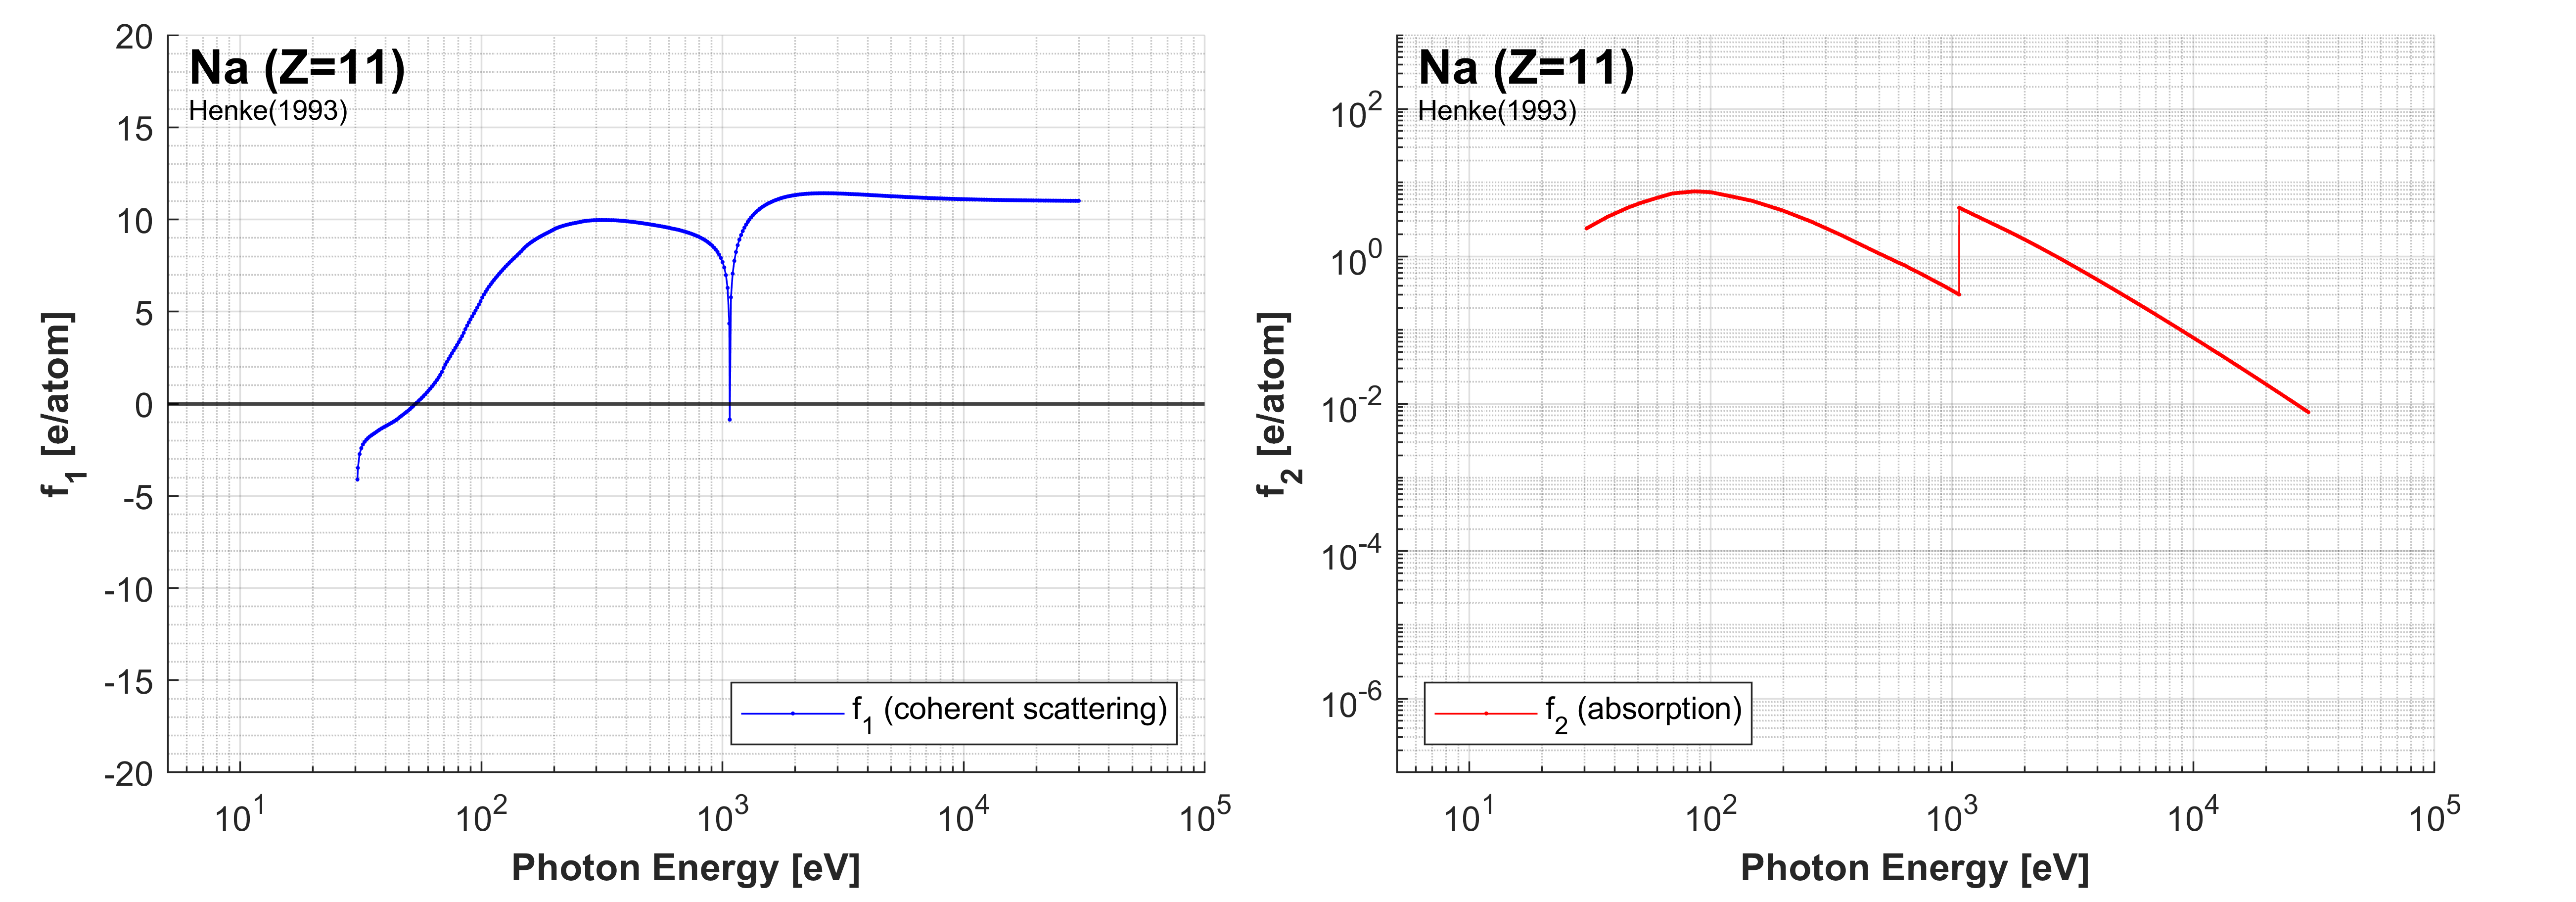 Na (Z=11)
Henke(1993)
20
15
10
5
0
-5
-10
-15
-20
f1 [e/atom]
f1 (coherent scattering)
10^1
10^2
10^3
10^4
10^5
Photon Energy [eV]
Na (Z=11)
Henke(1993)
10^2
10^0
10^-2
10^-4
10^-6
f2 [e/atom]
f2 (absorption)
10^1
10^2
10^3
10^4
10^5
Photon Energy [eV]